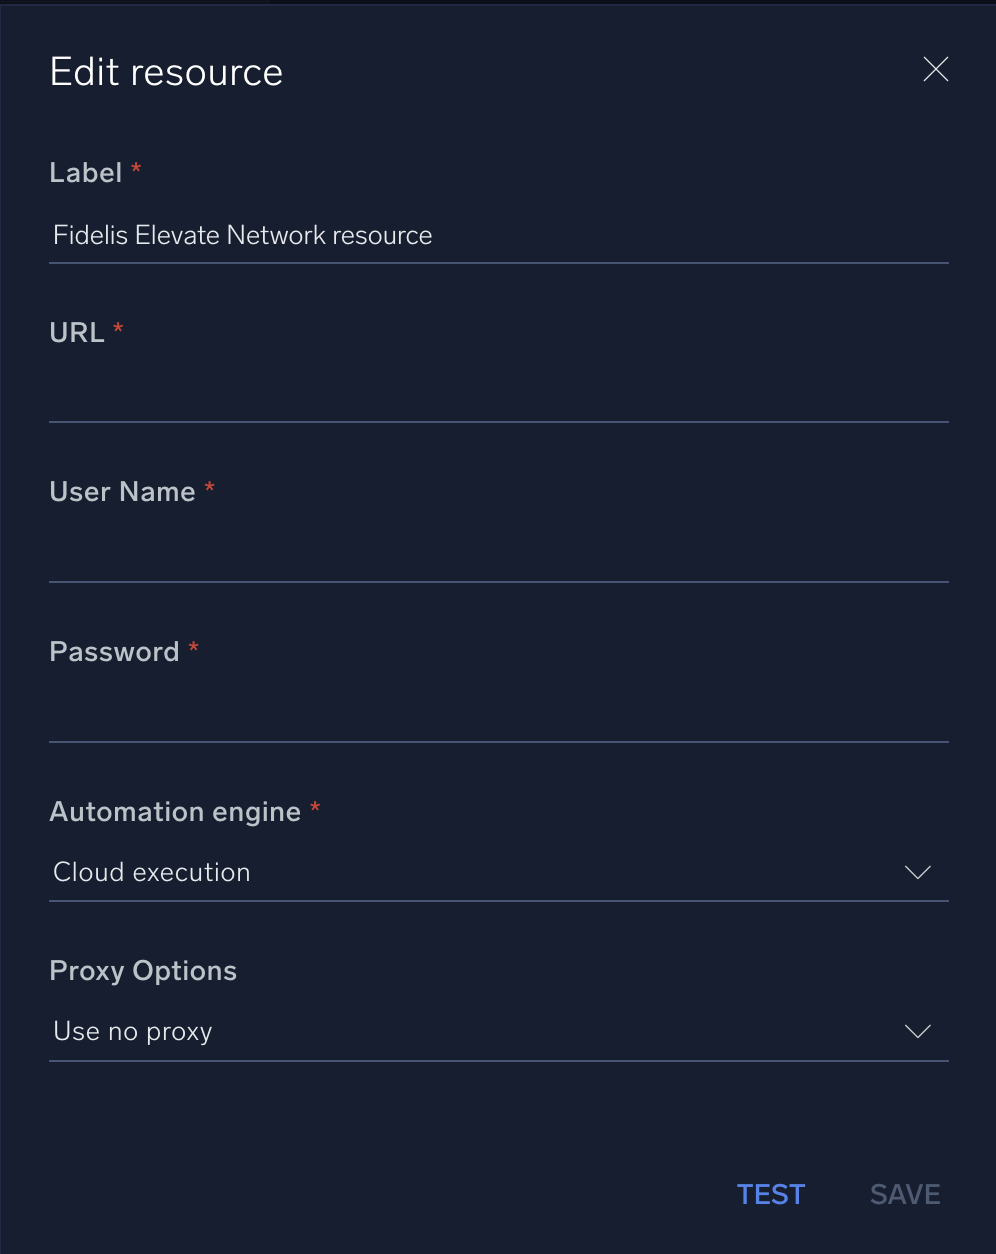 Edit resource
Label *
Fidelis Elevate Network resource
URL *
User Name *
Password *
Automation engine *
Cloud execution
Proxy Options
Use no proxy
TEST SAVE